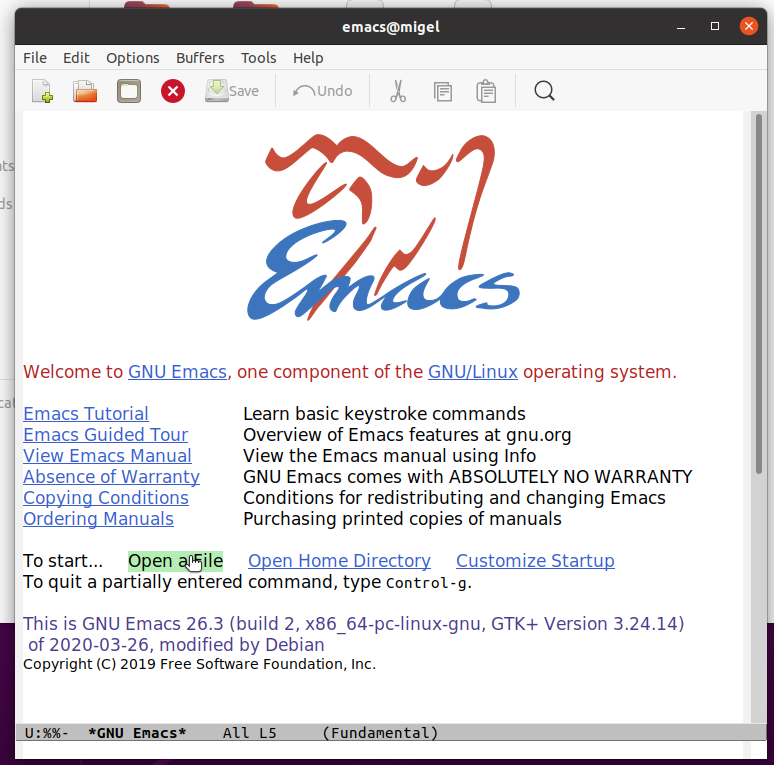 emacs@migel
File Edit Options Buffers Tools Help
Save Undo
nts
ds
cat
Emacs
Welcome to GNU Emacs, one component of the GNU/Linux operating system.
Emacs Tutorial Learn basic keystroke commands
Emacs Guided Tour Overview of Emacs features at gnu.org
View Emacs Manual View the Emacs manual using Info
Absence of Warranty GNU Emacs comes with ABSOLUTELY NO WARRANTY
Copying Conditions Conditions for redistributing and changing Emacs
Ordering Manuals Purchasing printed copies of manuals
To start... Open a File Open Home Directory Customize Startup
To quit a partially entered command, type Control-g.
This is GNU Emacs 26.3 (build 2, x86_64-pc-linux-gnu, GTK+ Version 3.24.14)
of 2020-03-26, modified by Debian
Copyright (C) 2019 Free Software Foundation, Inc.
U:%%- *GNU Emacs* All L5 (Fundamental)